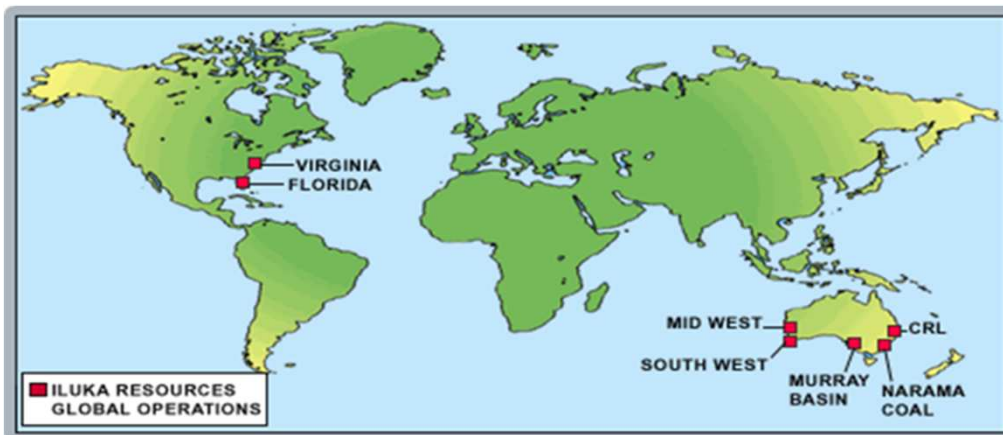 VIRGINIA
FLORIDA
MID WEST
CRL
SOUTH WEST
MURRAY
BASIN
NARAMA
COAL
ILUKA RESOURCES
GLOBAL OPERATIONS